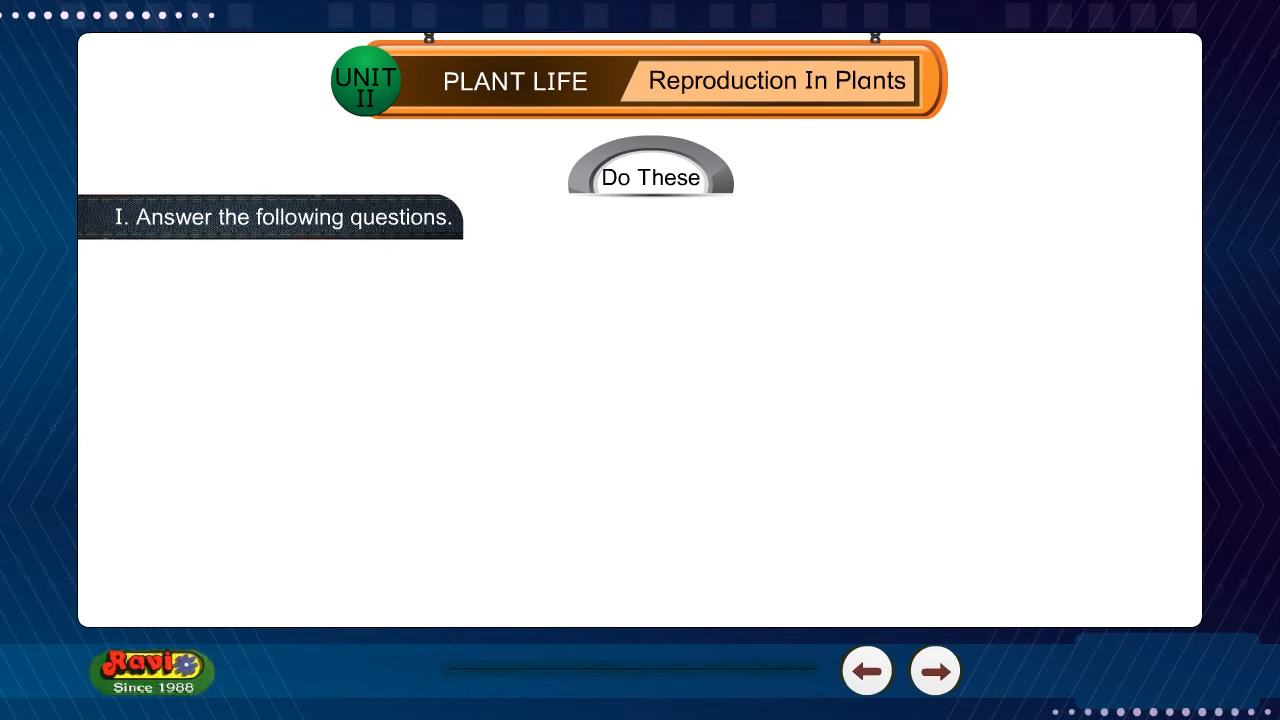 UNIT
II
PLANT LIFE
Reproduction In Plants
Do These
I. Answer the following questions.
Ravi
Since 1988